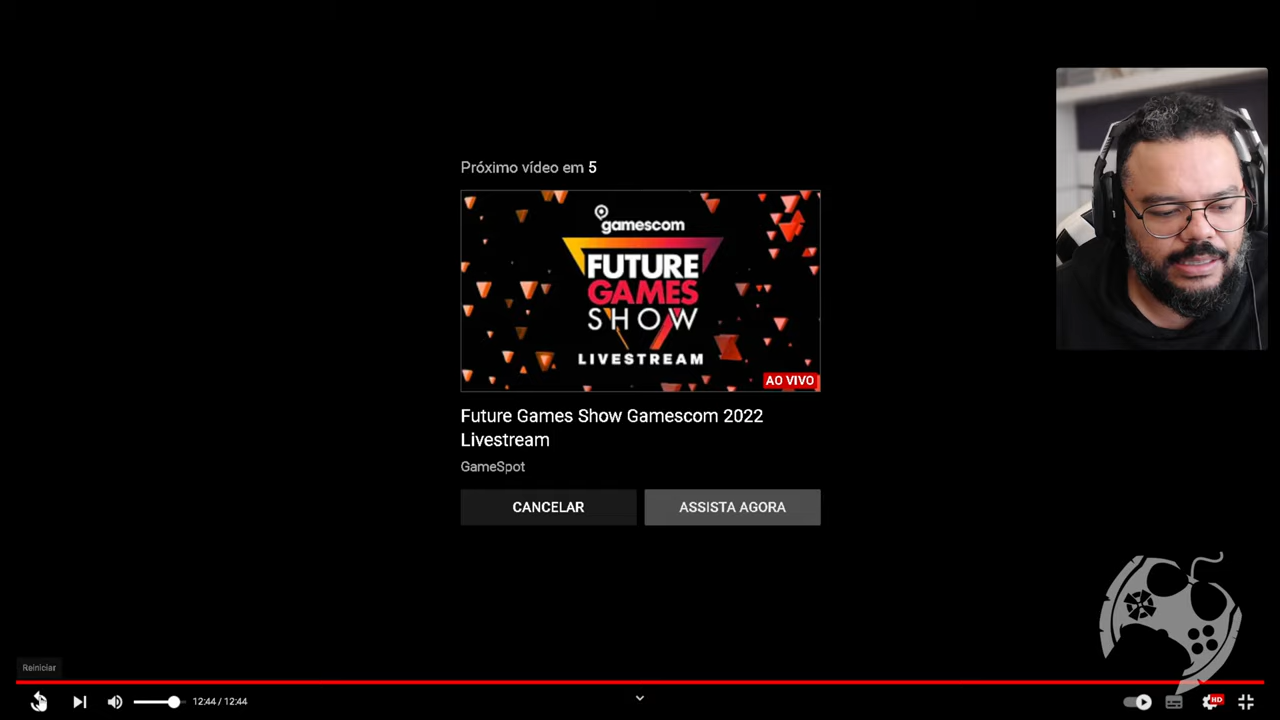 Próximo vídeo em 5
gamescom
FUTURE
GAMES
SHOW
LIVESTREAM
AO VIVO
Future Games Show Gamescom 2022
Livestream
GameSpot
CANCELAR
ASSISTA AGORA
Reiniciar
12:44 / 12:44
HD